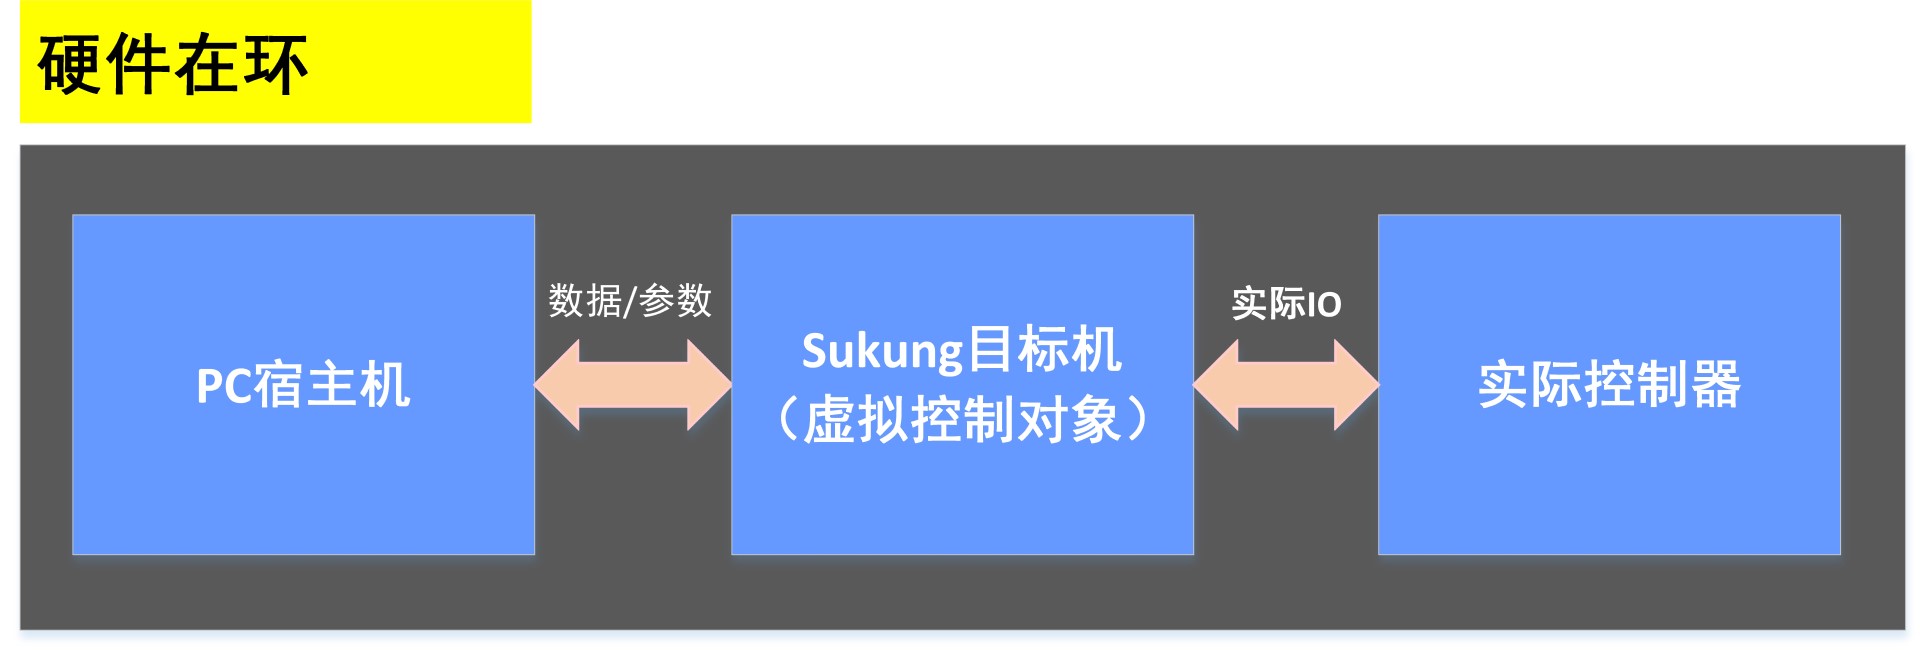 硬件在环
数据/参数
实际IO
PC宿主机
Sukung目标机
（虚拟控制对象）
实际控制器